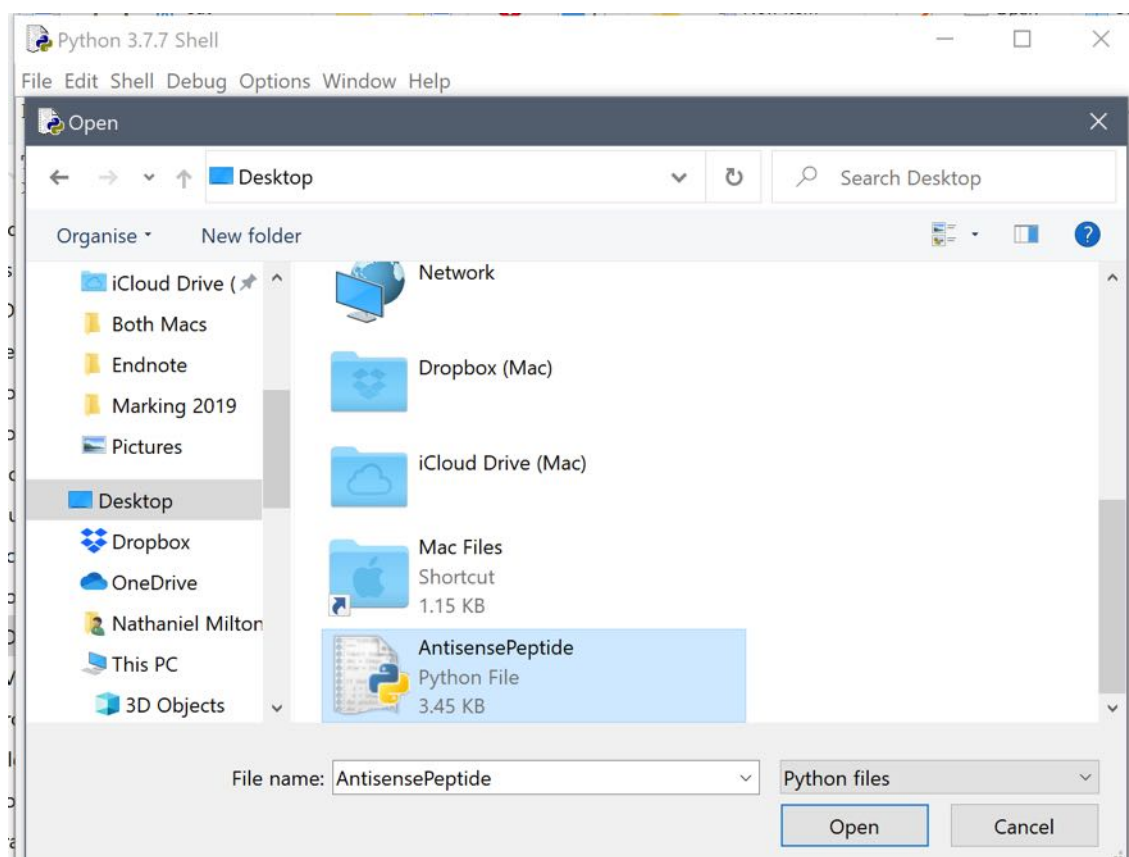 Python 3.7.7 Shell
File Edit Shell Debug Options Window Help
Open
Desktop
Search Desktop
Organise
New folder
?
iCloud Drive (
Both Macs
Endnote
Marking 2019
Pictures
Desktop
Dropbox
OneDrive
Nathaniel Milton
This PC
3D Objects
Network
Dropbox (Mac)
iCloud Drive (Mac)
Mac Files
Shortcut
1.15 KB
AntisensePeptide
Python File
3.45 KB
File name: AntisensePeptide
Python files
Open
Cancel